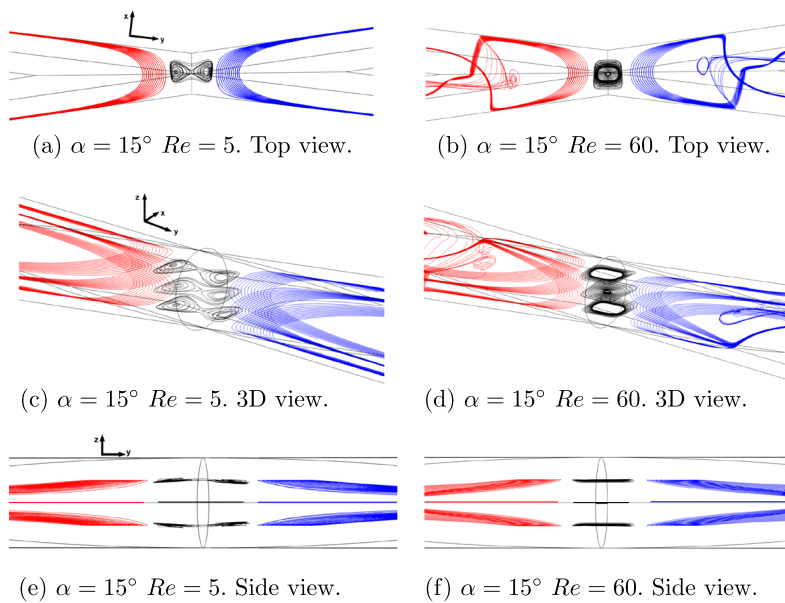 x
y
(a) α = 15° Re = 5. Top view.
(b) α = 15° Re = 60. Top view.
z
x
y
(c) α = 15° Re = 5. 3D view.
(d) α = 15° Re = 60. 3D view.
z
y
(e) α = 15° Re = 5. Side view.
(f) α = 15° Re = 60. Side view.